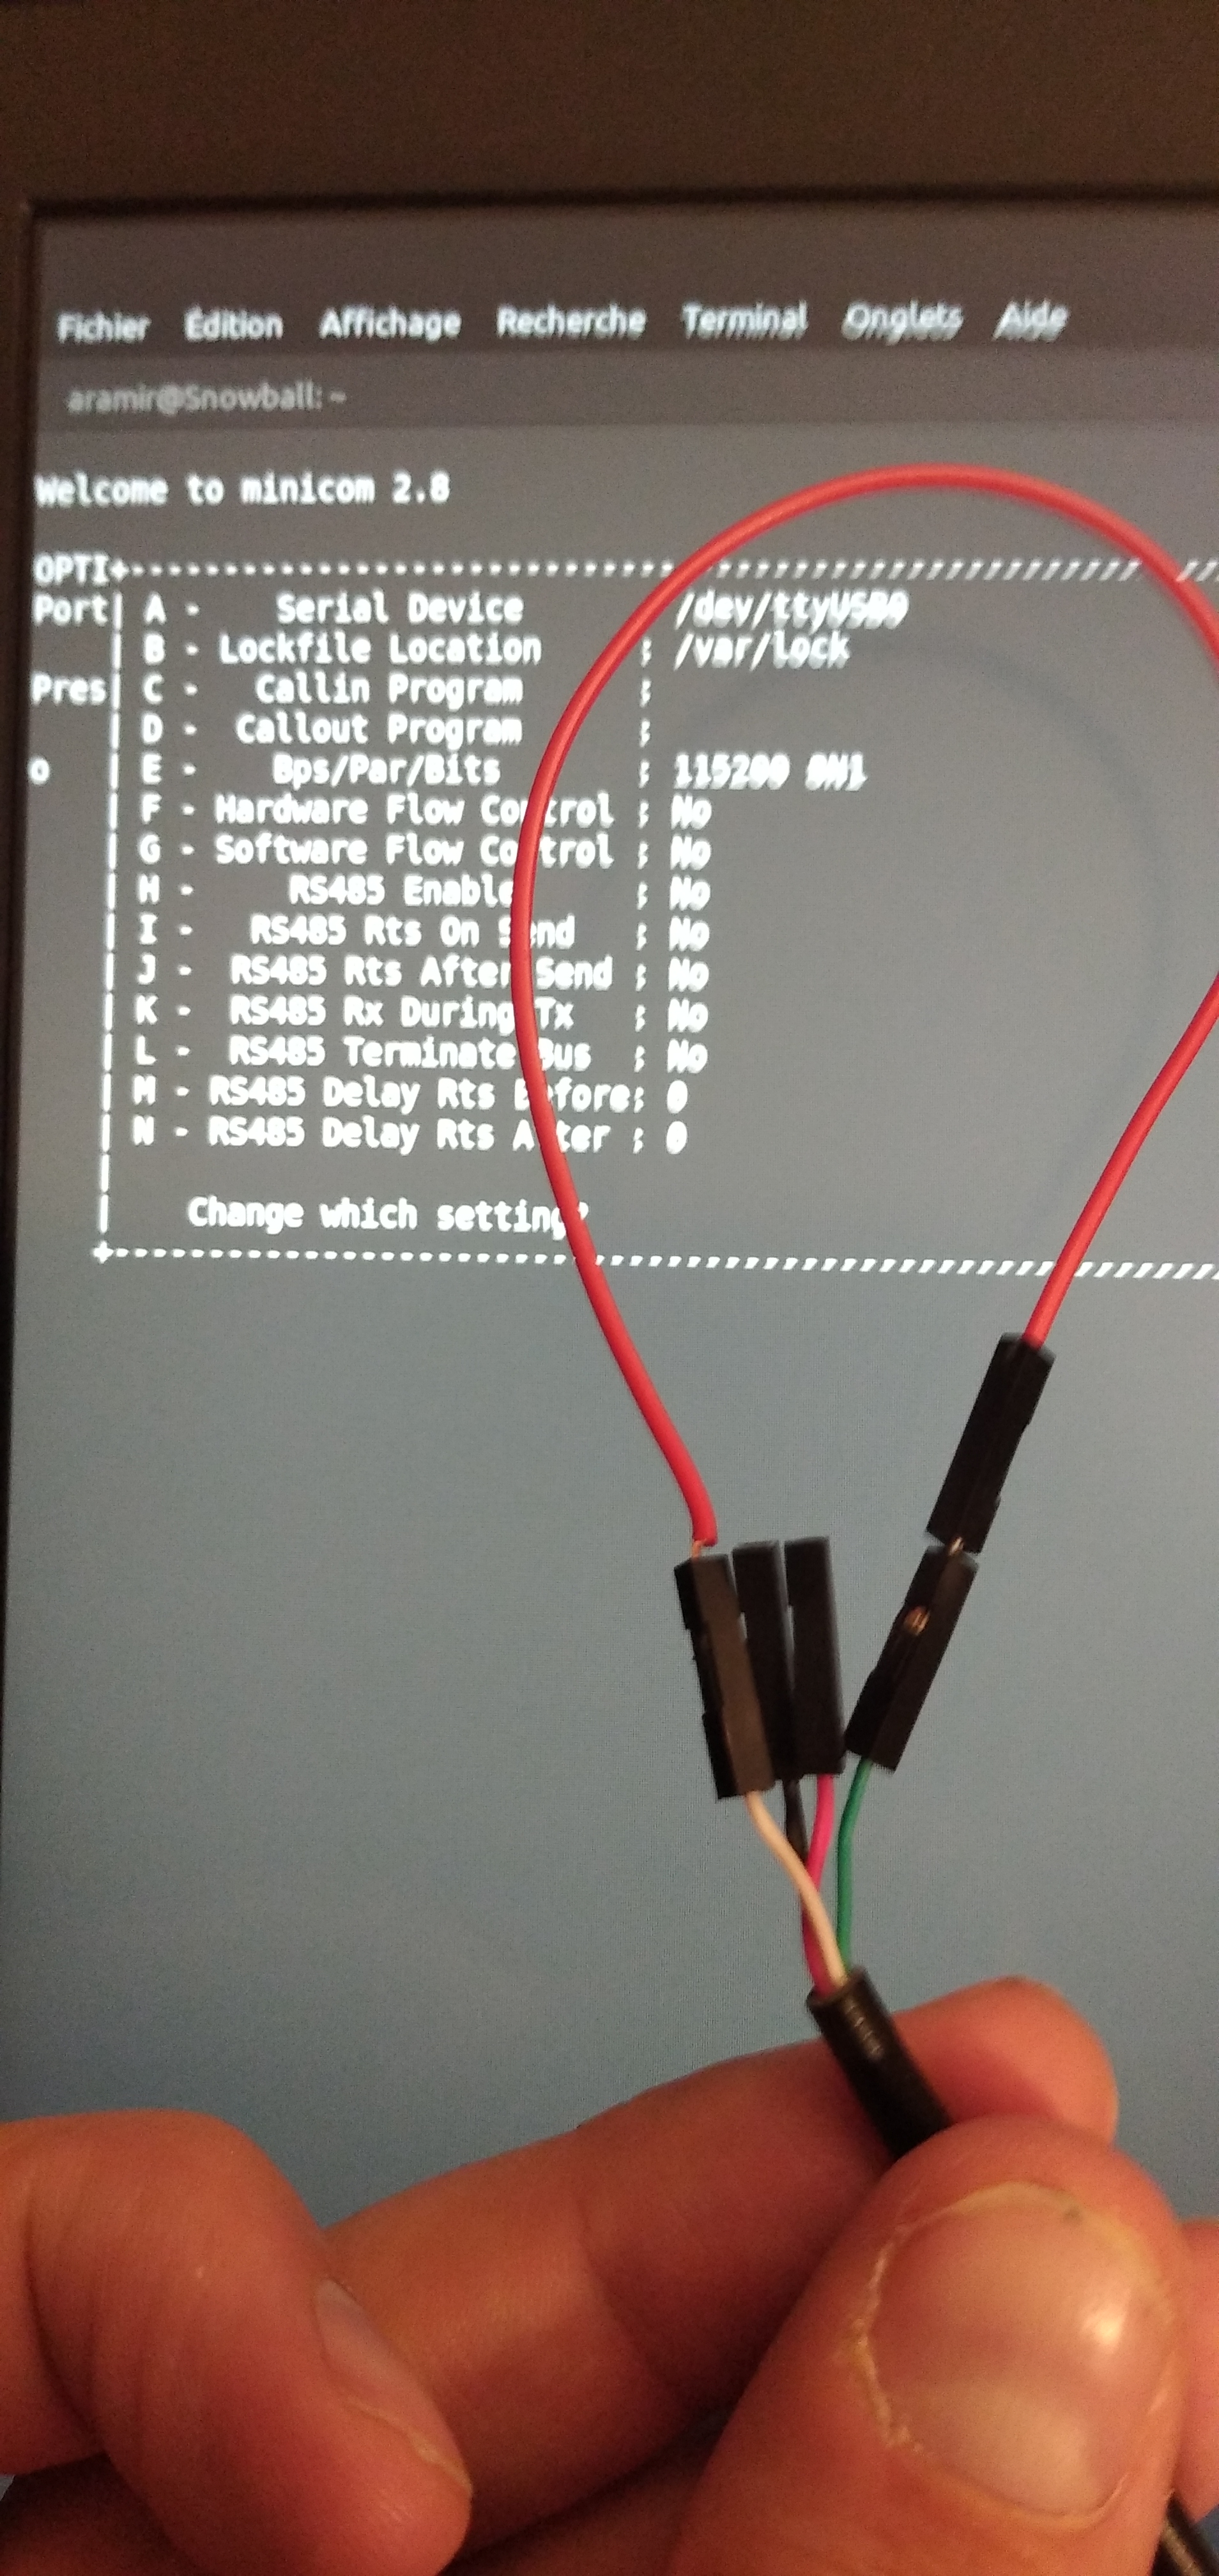 Fichier Édition Affichage Recherche Terminal Onglets Aide
aramir@Snowball: ~
Welcome to minicom 2.8
OPTI+
Port| A - Serial Device /dev/ttyUSB0
| B - Lockfile Location : /var/lock
Pres| C - Callin Program :
| D - Callout Program :
o | E - Bps/Par/Bits : 115200 8N1
| F - Hardware Flow Control : No
| G - Software Flow Control : No
| H - RS485 Enable : No
| I - RS485 Rts On Send : No
| J - RS485 Rts After Send : No
| K - RS485 Rx During Tx : No
| L - RS485 Terminate Bus : No
| M - RS485 Delay Rts Before: 0
| N - RS485 Delay Rts After : 0
| Change which setting?